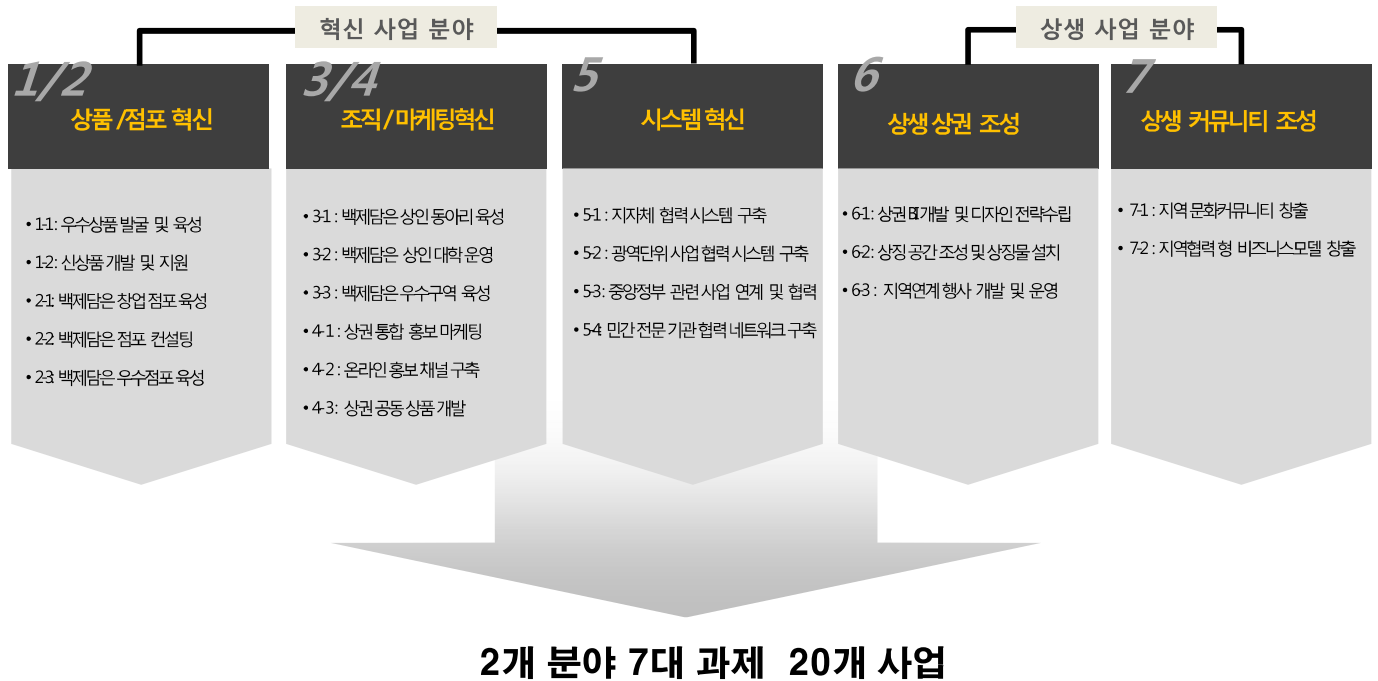 혁신 사업 분야
상생 사업 분야
1/2
상품 /점포 혁신
• 1-1 : 우수상품 발굴 및 육성
• 1-2 : 신상품 개발 및 지원
• 2-1 : 백제담은 창업 점포 육성
• 2-2 백제담은 점포 컨설팅
• 2-3 : 백제담은 우수점포 육성
3/4
조직 / 마케팅혁신
• 3-1 : 백제담은 상인 동아리 육성
• 3-2 : 백제담은 상인 대학 운영
• 3-3 : 백제담은 우수구역 육성
• 4-1 : 상권 통합 홍보 마케팅
• 4-2 : 온라인 홍보 채널 구축
• 4-3 : 상권 공동 상품 개발
5
시스템 혁신
• 5-1 : 지자체 협력 시스템 구축
• 5-2 : 광역단위 사업 협력 시스템 구축
• 5-3 : 중앙정부 관련 사업 연계 및 협력
• 5-4 : 민간 전문 기관 협력 네트워크 구축
6
상생 상권 조성
• 6-1 : 상권 BI개발 및 디자인 전략수립
• 6-2 : 상징 공간 조성 및 상징물 설치
• 6-3 : 지역연계 행사 개발 및 운영
7
상생 커뮤니티 조성
• 7-1 : 지역 문화커뮤니티 창출
• 7-2 : 지역협력 형 비즈니스모델 창출
2개 분야 7대 과제 20개 사업